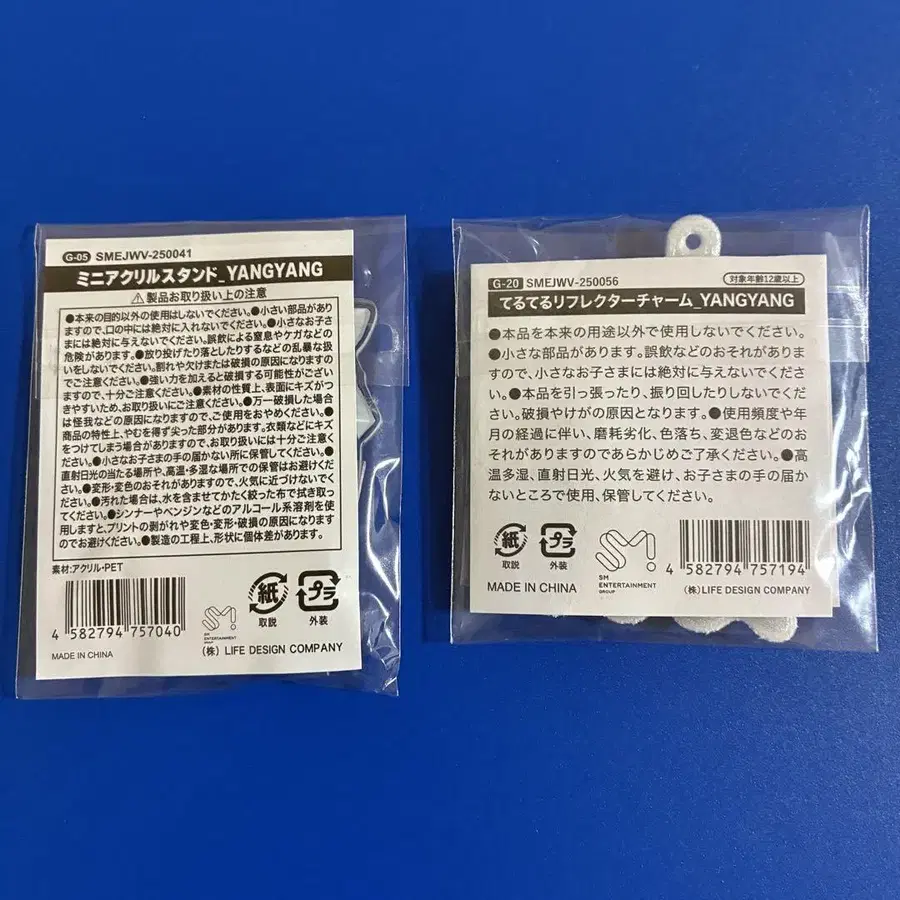 G-05 SMEJWV-250041
ミニアクリルスタンド_YANGYANG
⚠製品お取り扱い上の注意
●本来の目的以外の使用はしないでください。●小さい部品があり
ますので、口の中には絶対に入れないでください。●小さなお子さ
まには絶対に与えないでください。誤飲による窒息やケガなどの
危険があります。●放り投げたり落としたりするなどの乱暴な扱
いをしないでください。割れや欠けまたは破損の原因になりますの
でご注意ください。●強い力を加えると破損する可能性がござい
ますので、十分ご注意ください。●素材の性質上、表面にキズがつ
きやすいため、お取り扱いにご注意ください。●万一破損した場合
は怪我などの原因になりますので、ご使用をおやめください。●
商品の特性上、やむを得ず尖った部分があります。衣類などにキズ
をつけてしまう場合がありますので、お取り扱いには十分ご注意くだ
さい。●小さなお子さまの手の届かない所に保管してください。●
直射日光の当たる場所や、高温・多湿な場所での保管はお避けくだ
さい。●変形・変色のおそれがありますので、火気に近づけないでくだ
さい。●汚れた場合は、水を含ませてかたく絞った布で拭き取っ
てください。●シンナーやベンジンなどのアルコール系溶剤を使
用しますと、プリントの剥がれや変色・変形・破損の原因になります
のでお避けください。●製造の工程上、形状に個体差があります。
素材:アクリル・PET
4 582794 757040
MADE IN CHINA
SM
ENTERTAINMENT
GROUP
紙
取説
プラ
外装
(株) LIFE DESIGN COMPANY
G-20 SMEJWV-250056
対象年齢12歳以上
てるてるリフレクターチャーム_YANGYANG
●本品を本来の用途以外で使用しないでください。
●小さな部品があります。誤飲などのおそれがありま
すので、小さなお子さまには絶対に与えないでくださ
い。●本品を引っ張ったり、振り回したりしないでくだ
さい。破損やけがの原因となります。●使用頻度や年
月の経過に伴い、磨耗劣化、色落ち、変退色などのお
それがありますのであらかじめご了承ください。●高
温多湿、直射日光、火気を避け、お子さまの手の届か
ないところで使用、保管してください。
紙
取説
プラ
外装
MADE IN CHINA
SM
ENTERTAINMENT
GROUP
4 582794 757194
(株) LIFE DESIGN COMPANY